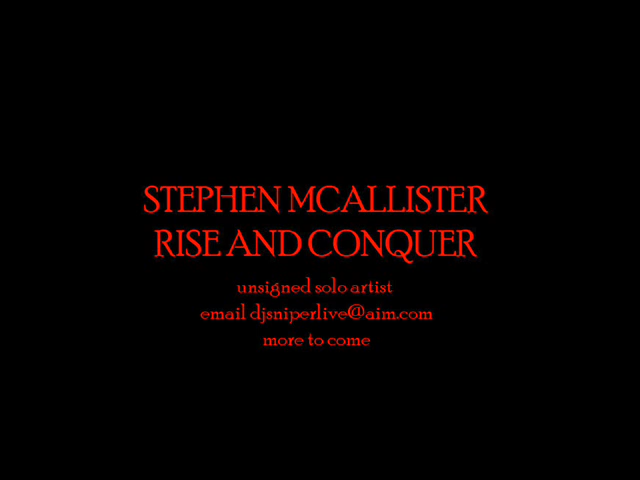 STEPHEN MCALLISTER
RISE AND CONQUER
unsigned solo artist
email djsniperlive@aim.com
more to come